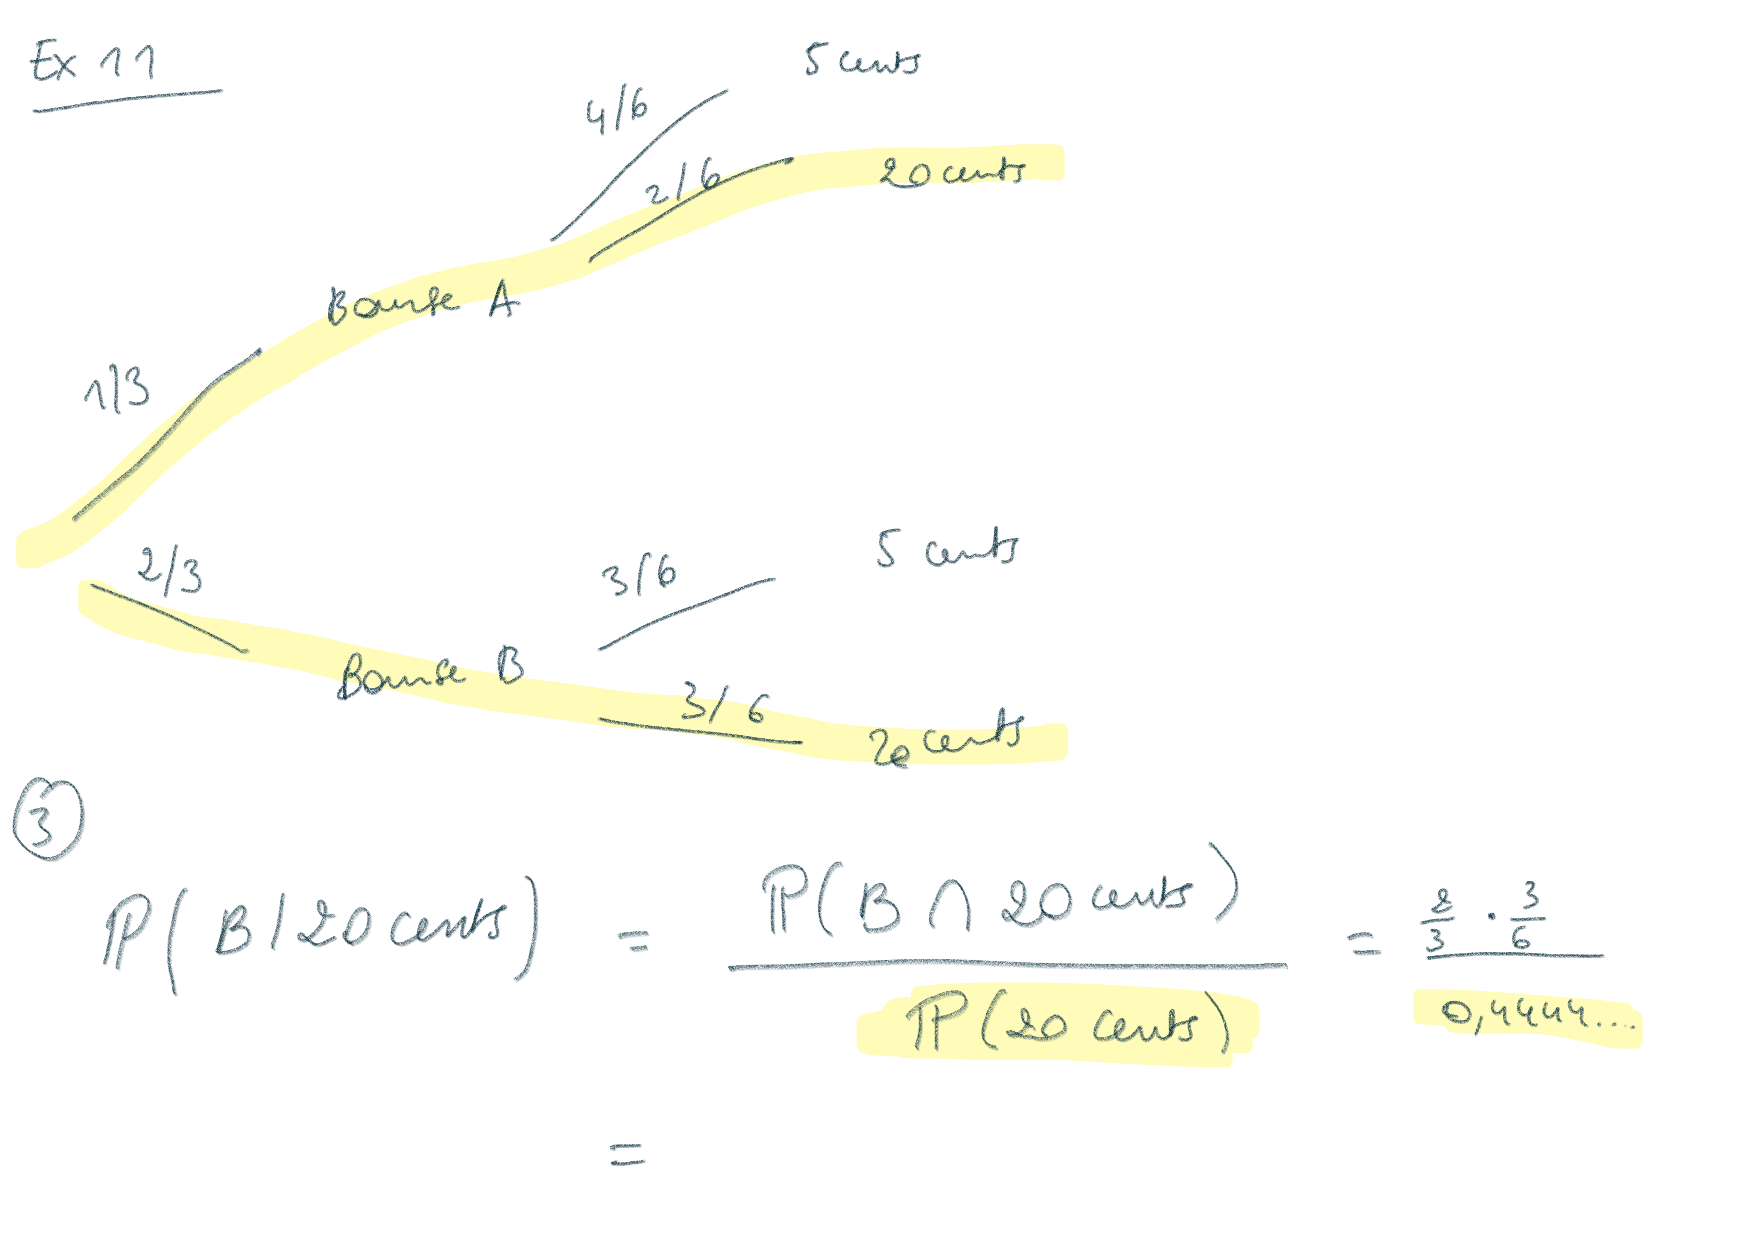 Ex 11
5 cents
4/6
2/6
20 cents
Bourse A
1/3
2/3
5 cents
3/6
Bourse B
3/6
20 cents
3
P(B|20 cents) = P(B ∩ 20 cents) / P(20 cents) = 2/3 · 3/6 / 0,4444....
=